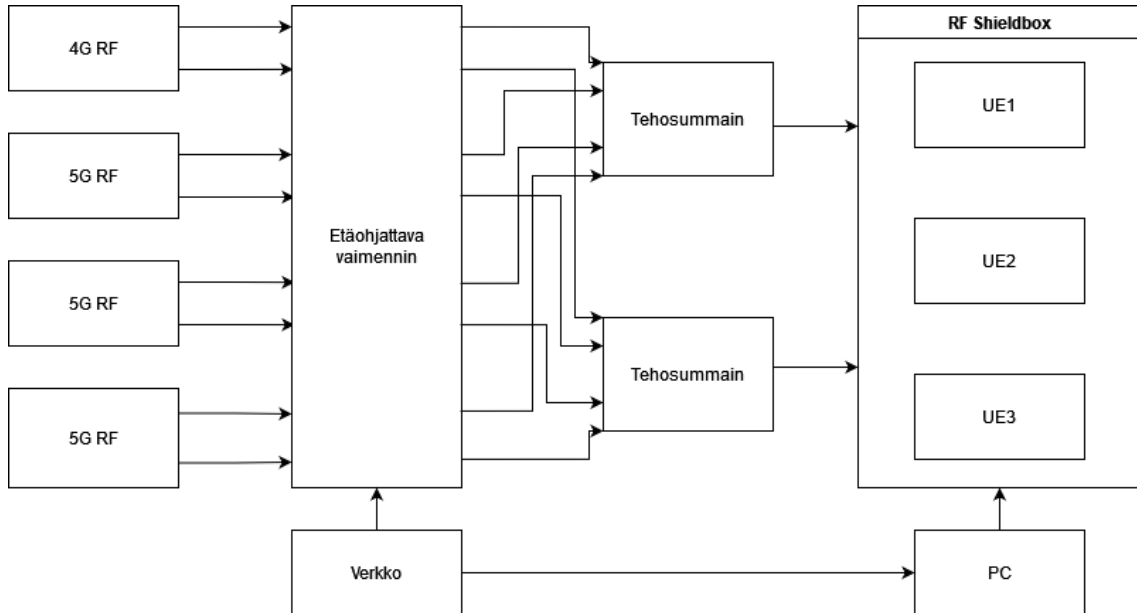 4G RF
5G RF
5G RF
5G RF
Etäohjattava
vaimennin
Verkko
Tehosummain
Tehosummain
RF Shieldbox
UE1
UE2
UE3
PC